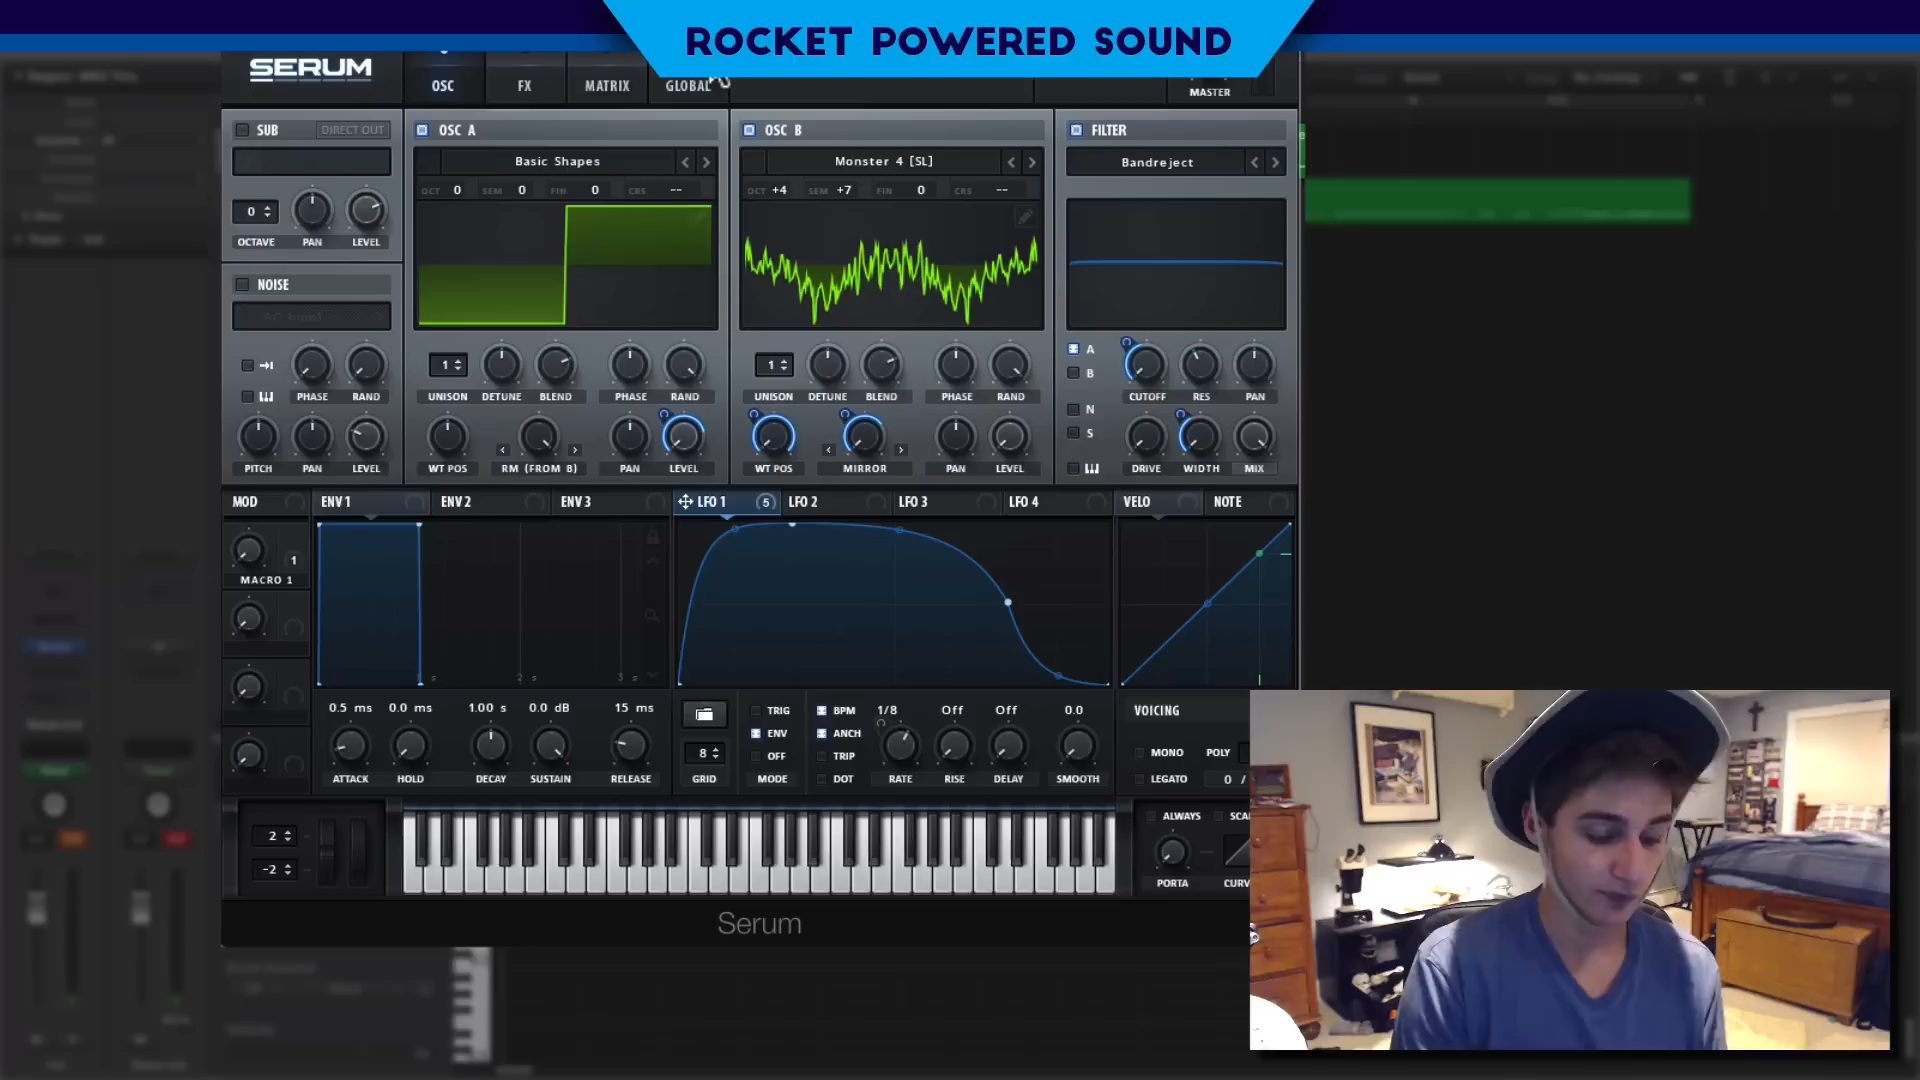 ROCKET POWERED SOUND
SERUM
OSC FX MATRIX GLOBAL MASTER
SUB DIRECT OUT OSC A OSC B FILTER
Basic Shapes Monster 4 [SL] Bandreject
OCT 0 SEM 0 FIN 0 CRS -- OCT +4 SEM +7 FIN 0 CRS --
0
OCTAVE PAN LEVEL
NOISE
A
B
1 1
PHASE RAND UNISON DETUNE BLEND PHASE RAND UNISON DETUNE BLEND PHASE RAND CUTOFF RES PAN
N
S
PITCH PAN LEVEL WT POS RM (FROM B) PAN LEVEL WT POS MIRROR PAN LEVEL DRIVE WIDTH MIX
MOD ENV 1 ENV 2 ENV 3 LFO 1 5 LFO 2 LFO 3 LFO 4 VELO NOTE
1
MACRO 1
s 2 s 3 s
0.5 ms 0.0 ms 1.00 s 0.0 dB 15 ms TRIG BPM 1/8 Off Off 0.0 VOICING
ENV ANCH
8 OFF TRIP MONO POLY
ATTACK HOLD DECAY SUSTAIN RELEASE GRID MODE DOT RATE RISE DELAY SMOOTH LEGATO 0 /
2 ALWAYS SCA
-2 PORTA CURV
Serum